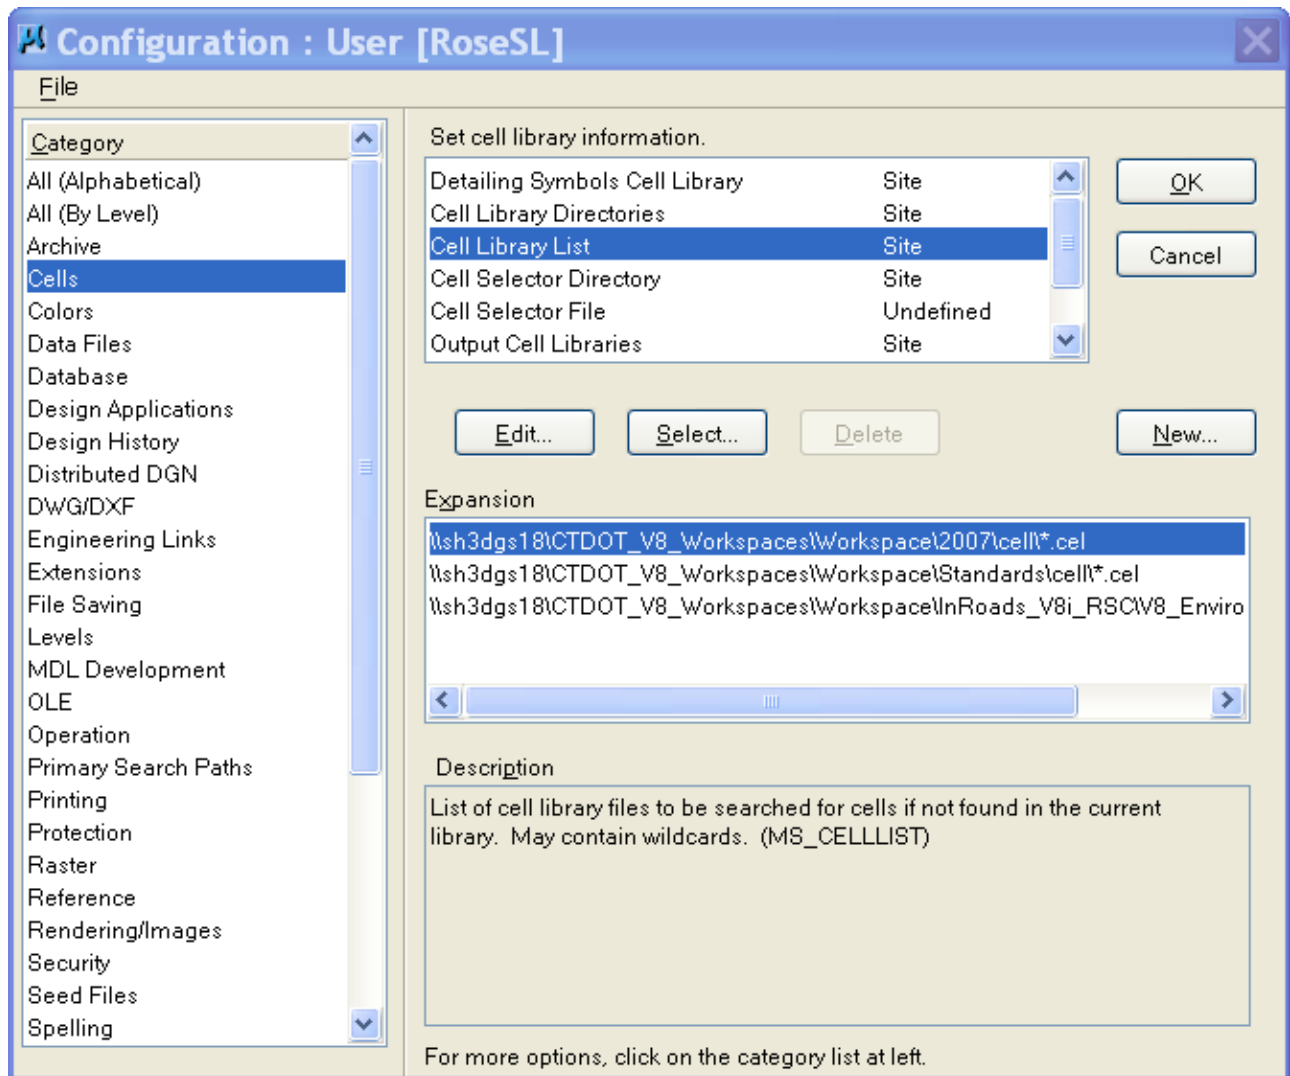 Configuration : User [RoseSL]
File
Category
All (Alphabetical)
All (By Level)
Archive
Cells
Colors
Data Files
Database
Design Applications
Design History
Distributed DGN
DWG/DXF
Engineering Links
Extensions
File Saving
Levels
MDL Development
OLE
Operation
Primary Search Paths
Printing
Protection
Raster
Reference
Rendering/Images
Security
Seed Files
Spelling
Set cell library information.
Detailing Symbols Cell Library Site
Cell Library Directories Site
Cell Library List Site
Cell Selector Directory Site
Cell Selector File Undefined
Output Cell Libraries Site
OK
Cancel
Edit... Select... Delete New...
Expansion
\\sh3dgs18\CTDOT_V8_Workspaces\Workspace\2007\cell\*.cel
\\sh3dgs18\CTDOT_V8_Workspaces\Workspace\Standards\cell\*.cel
\\sh3dgs18\CTDOT_V8_Workspaces\Workspace\InRoads_V8i_RSC\V8_Enviro
Description
List of cell library files to be searched for cells if not found in the current
library. May contain wildcards. (MS_CELLLIST)
For more options, click on the category list at left.